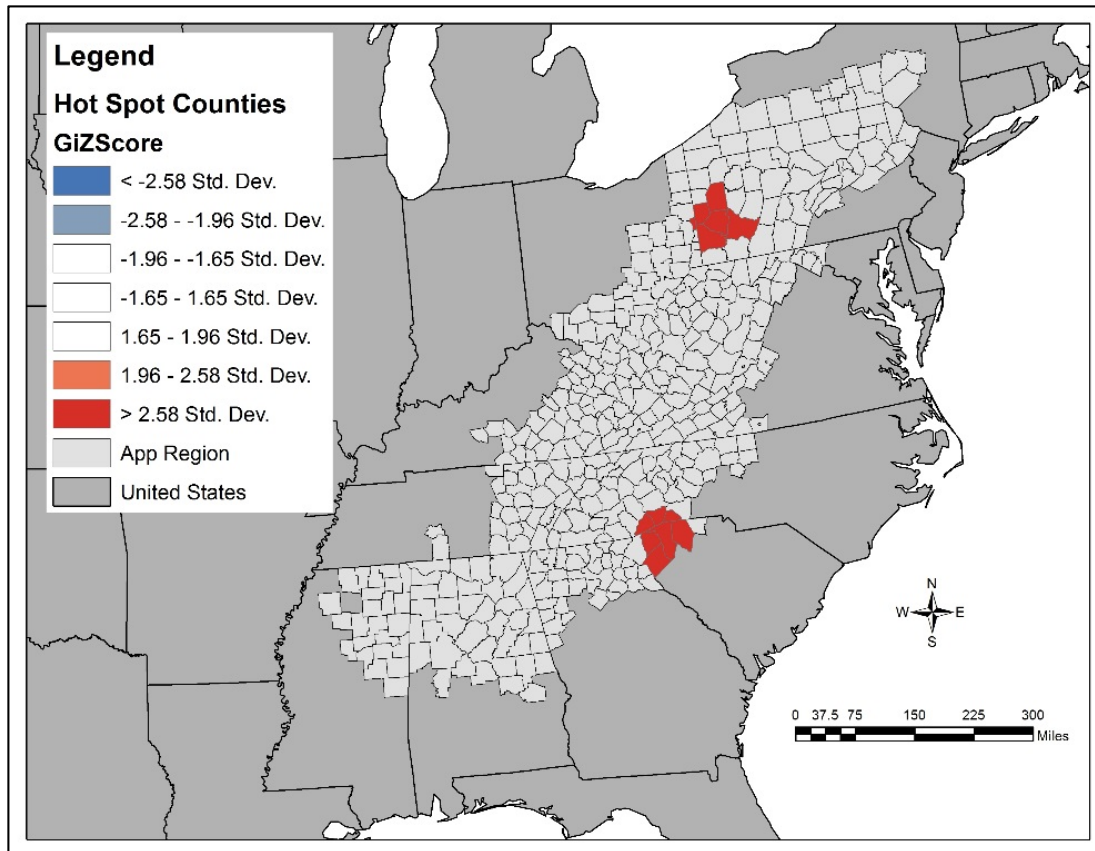 Legend
Hot Spot Counties
GiZScore
< -2.58 Std. Dev.
-2.58 - -1.96 Std. Dev.
-1.96 - -1.65 Std. Dev.
-1.65 - 1.65 Std. Dev.
1.65 - 1.96 Std. Dev.
1.96 - 2.58 Std. Dev.
> 2.58 Std. Dev.
App Region
United States
N
W E
S
0 37.5 75 150 225 300
Miles